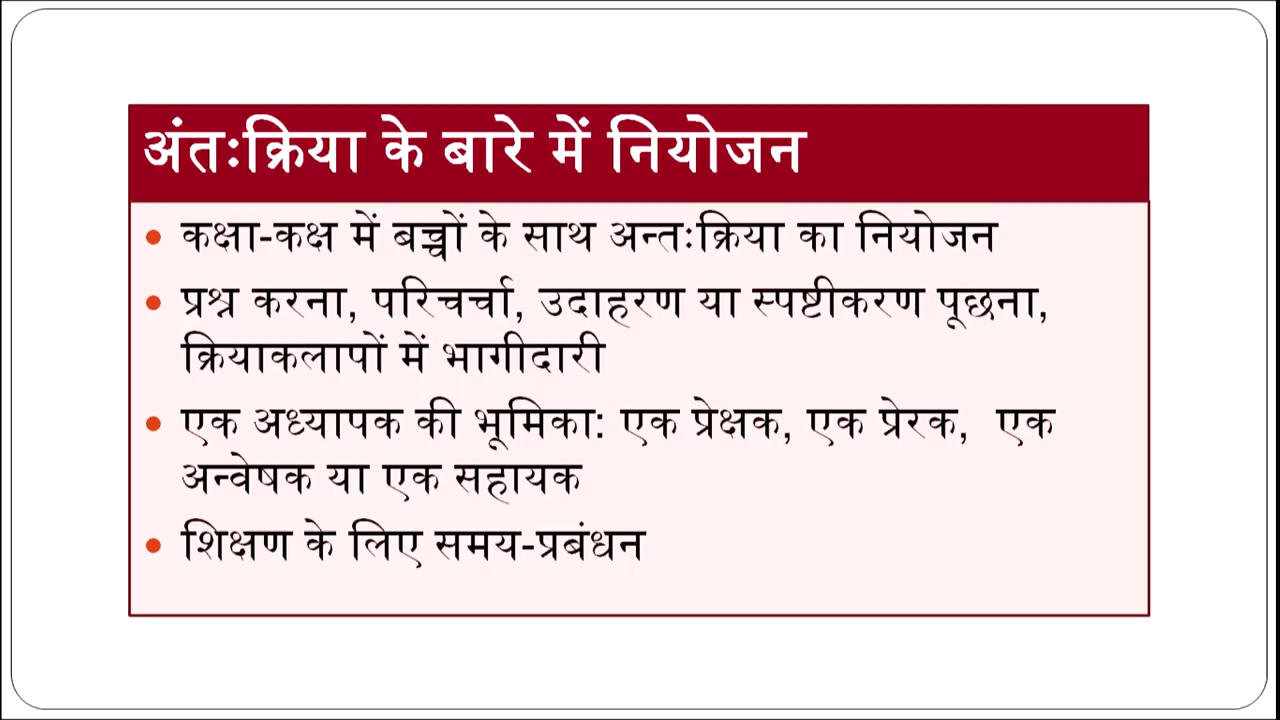 अंतःक्रिया के बारे में नियोजन
• कक्षा-कक्ष में बच्चों के साथ अन्तःक्रिया का नियोजन
• प्रश्न करना, परिचर्चा, उदाहरण या स्पष्टीकरण पूछना,
क्रियाकलापों में भागीदारी
• एक अध्यापक की भूमिका: एक प्रेक्षक, एक प्रेरक, एक
अन्वेषक या एक सहायक
• शिक्षण के लिए समय-प्रबंधन